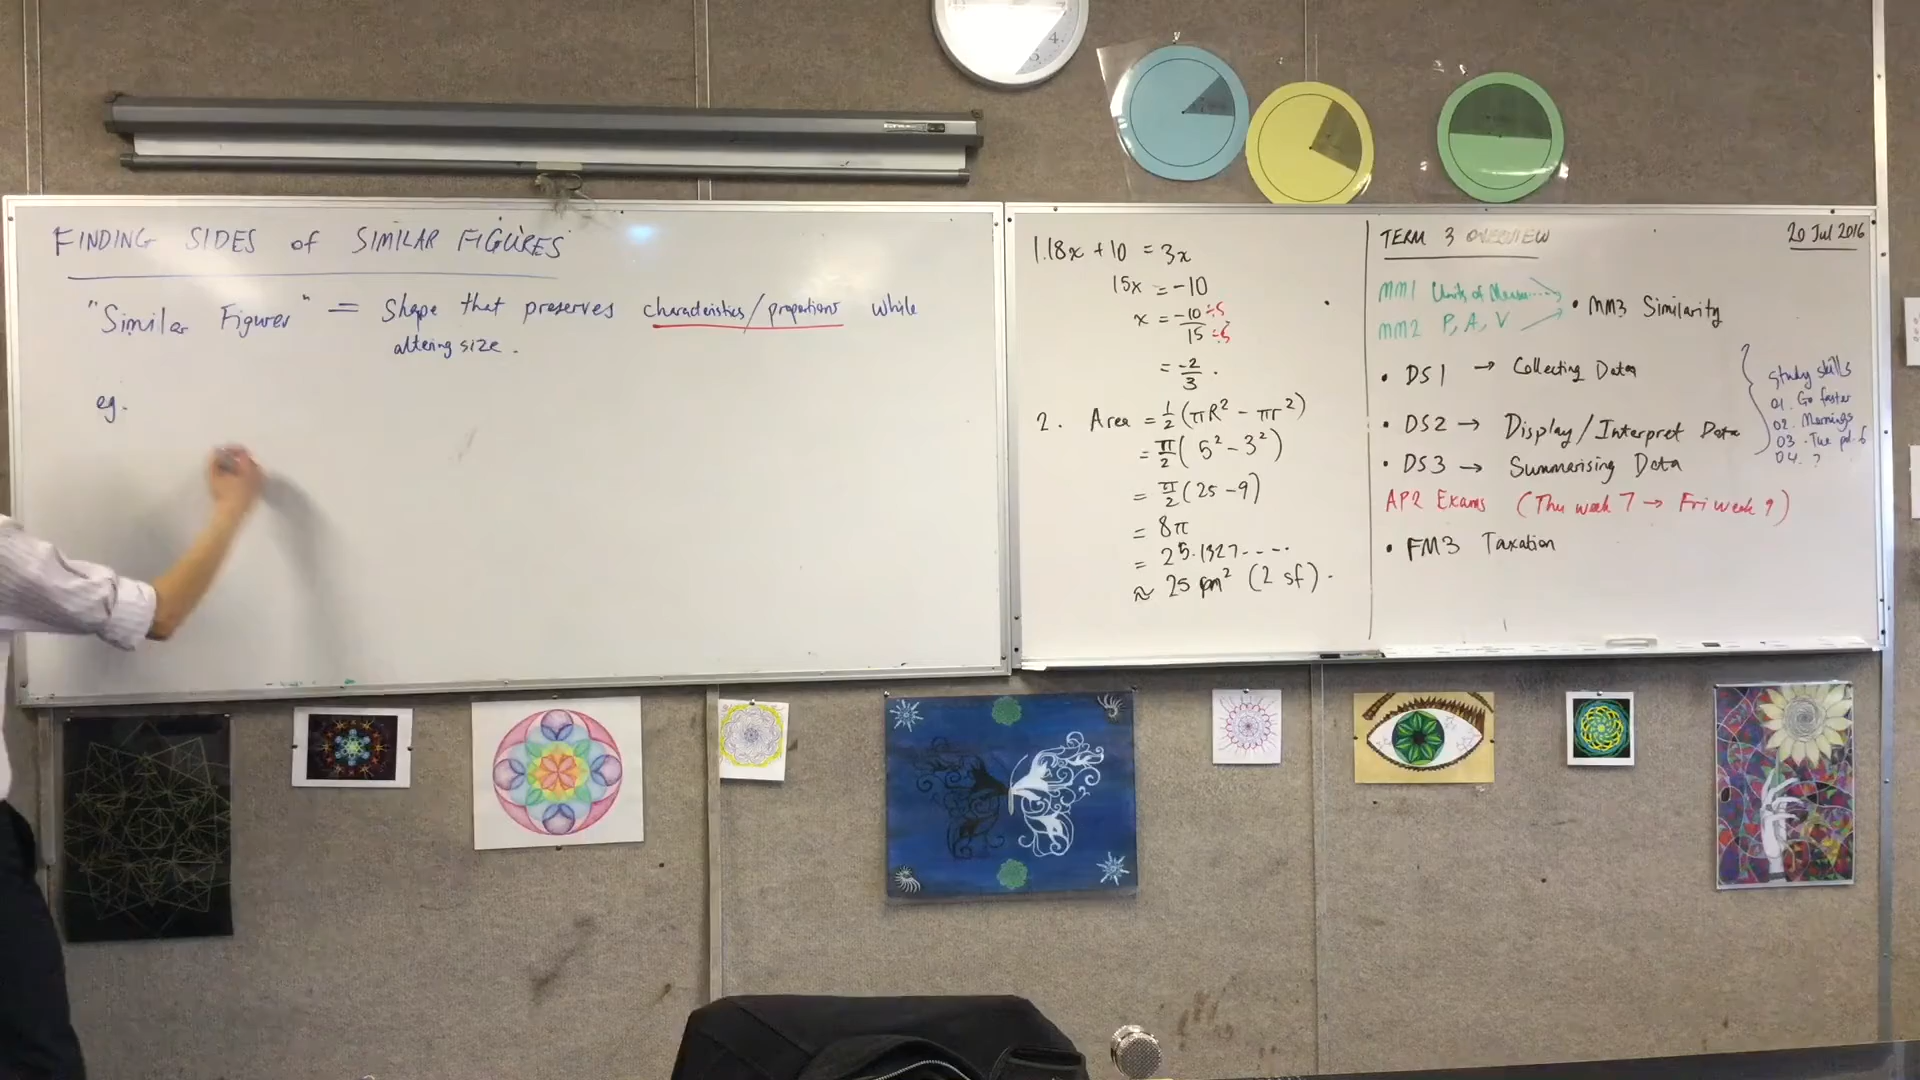 FINDING SIDES of SIMILAR FIGURES
"Similar Figures" = Shape that preserves characteristics/proportions while
altering size.
eg.
1. 18x + 10 = 3x
15x = -10
x = -10 ÷5
15 ÷5
= -2
3 .
2. Area = ½ (πR² - πr²)
= π/2 (5² - 3²)
= π/2 (25 - 9)
= 8π
= 25.1327.....
≈ 25 m² (2 sf).
TERM 3 OVERVIEW
20 Jul 2016
MM1 Units of
MM2 P, A, V
• MM3 Similarity
• DS1 → Collecting Data
• DS2 → Display/Interpret Data
• DS3 → Summarising Data
AP2 Exams (Thu week 7 → Fri week 9)
• FM3 Taxation
Study skills
01. Go faster
02. Mornings
03. The
04. ?